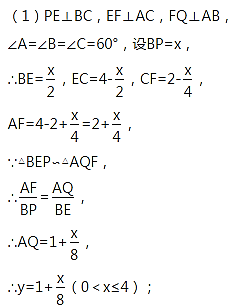 （1）PE⊥BC，EF⊥AC，FQ⊥AB，
∠A=∠B=∠C=60°，设BP=x，
∴BE=x/2，EC=4-x/2，CF=2-x/4，
AF=4-2+x/4=2+x/4，
∵△BEP∽△AQF，
∴AF/BP=AQ/BE，
∴AQ=1+x/8，
∴y=1+x/8（0<x≤4）；